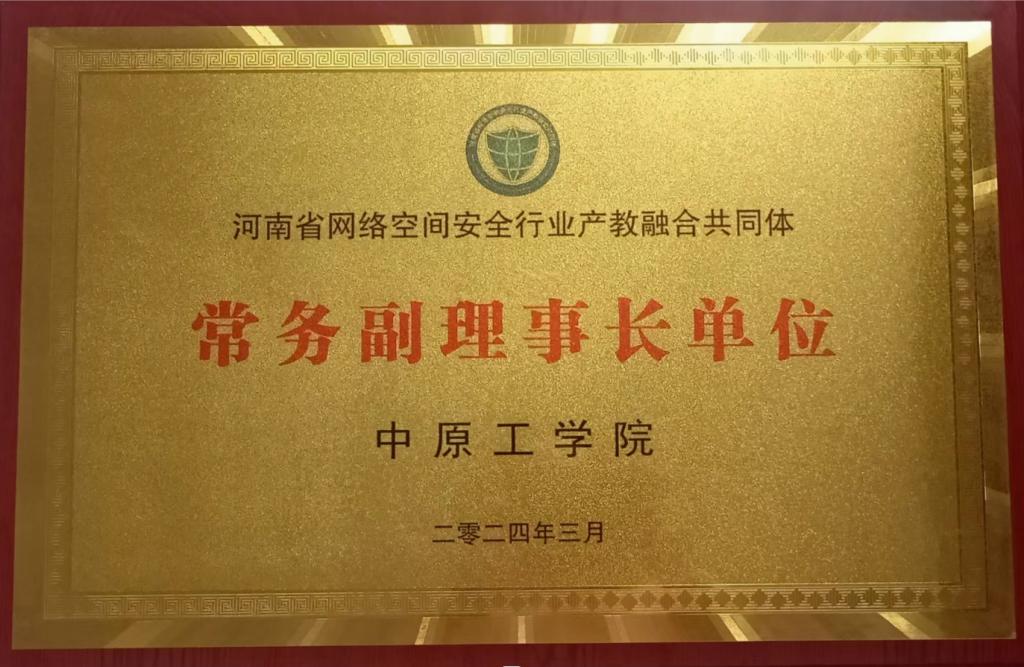 河南省网络空间安全行业产教融合共同体
常务副理事长单位
中原工学院
二零二四年三月